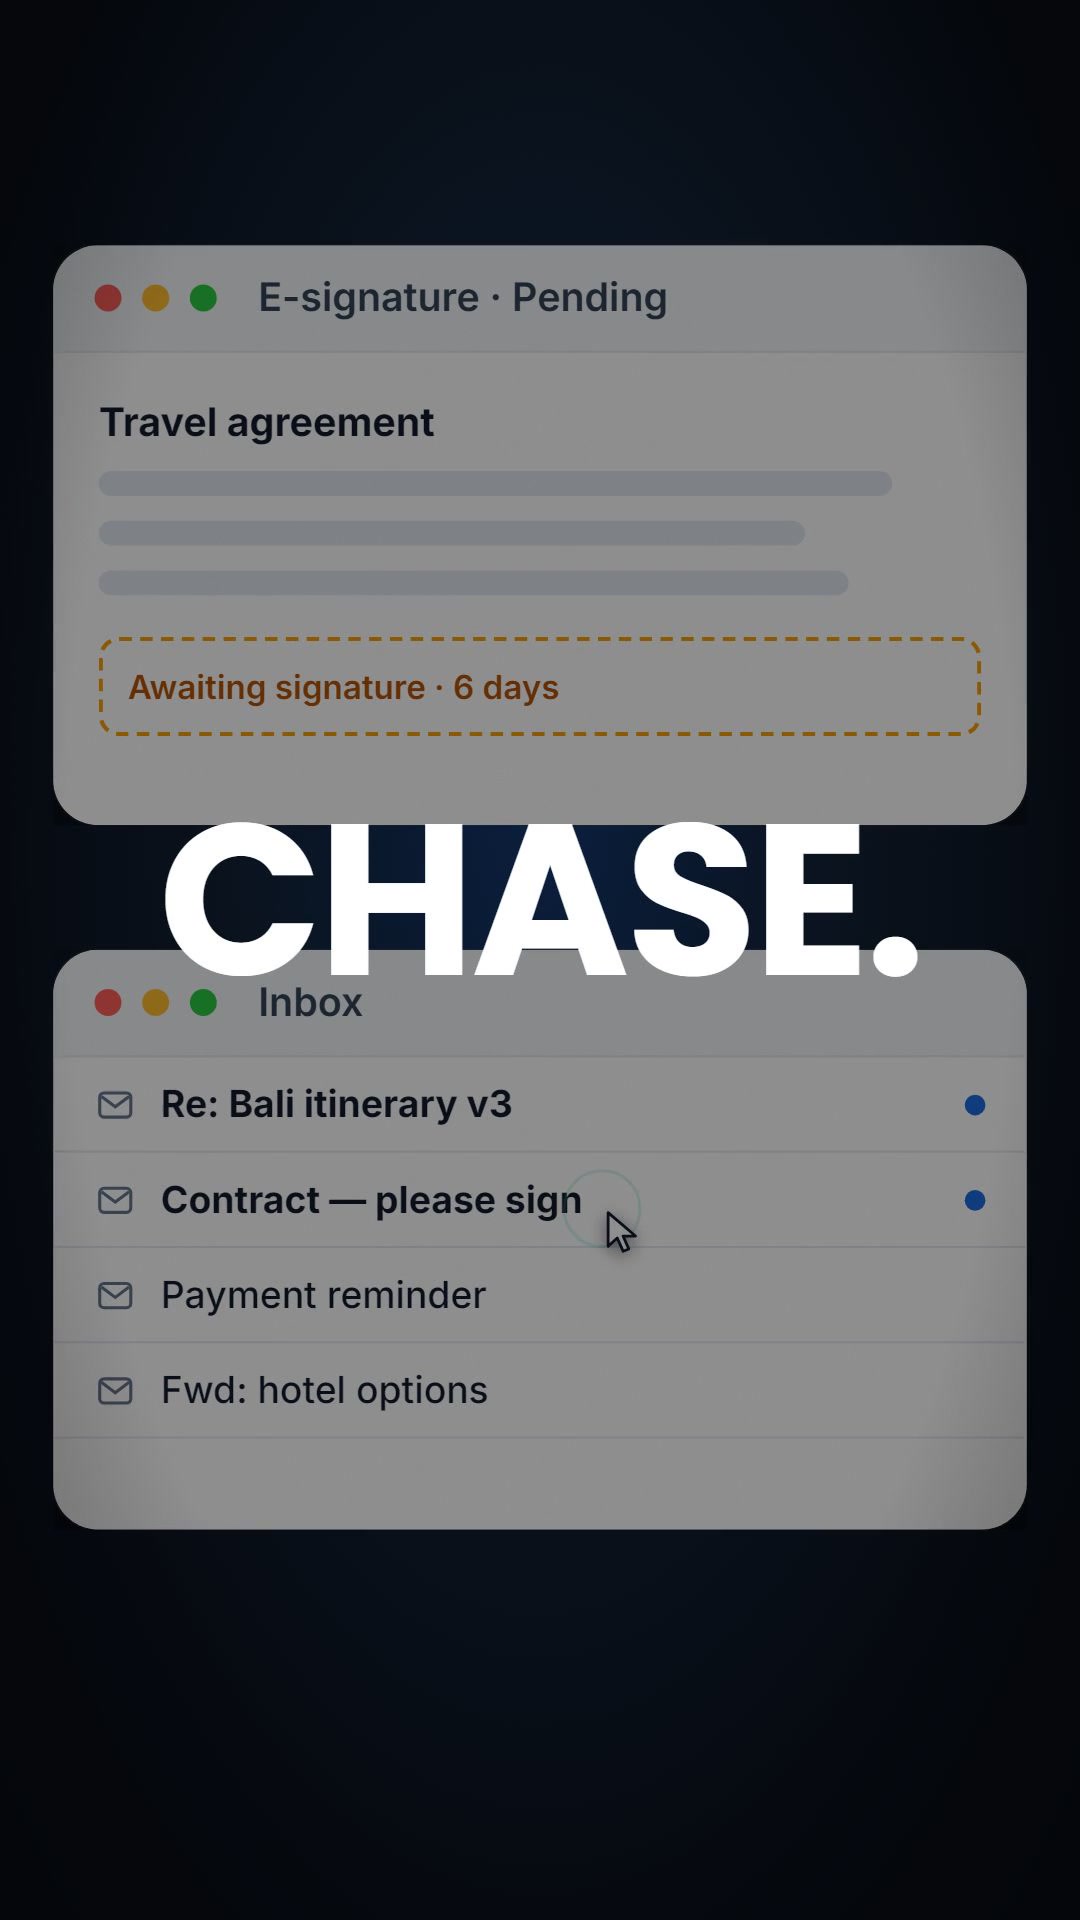 E-signature · Pending
Travel agreement
Awaiting signature · 6 days
CHASE.
Inbox
Re: Bali itinerary v3
Contract — please sign
Payment reminder
Fwd: hotel options